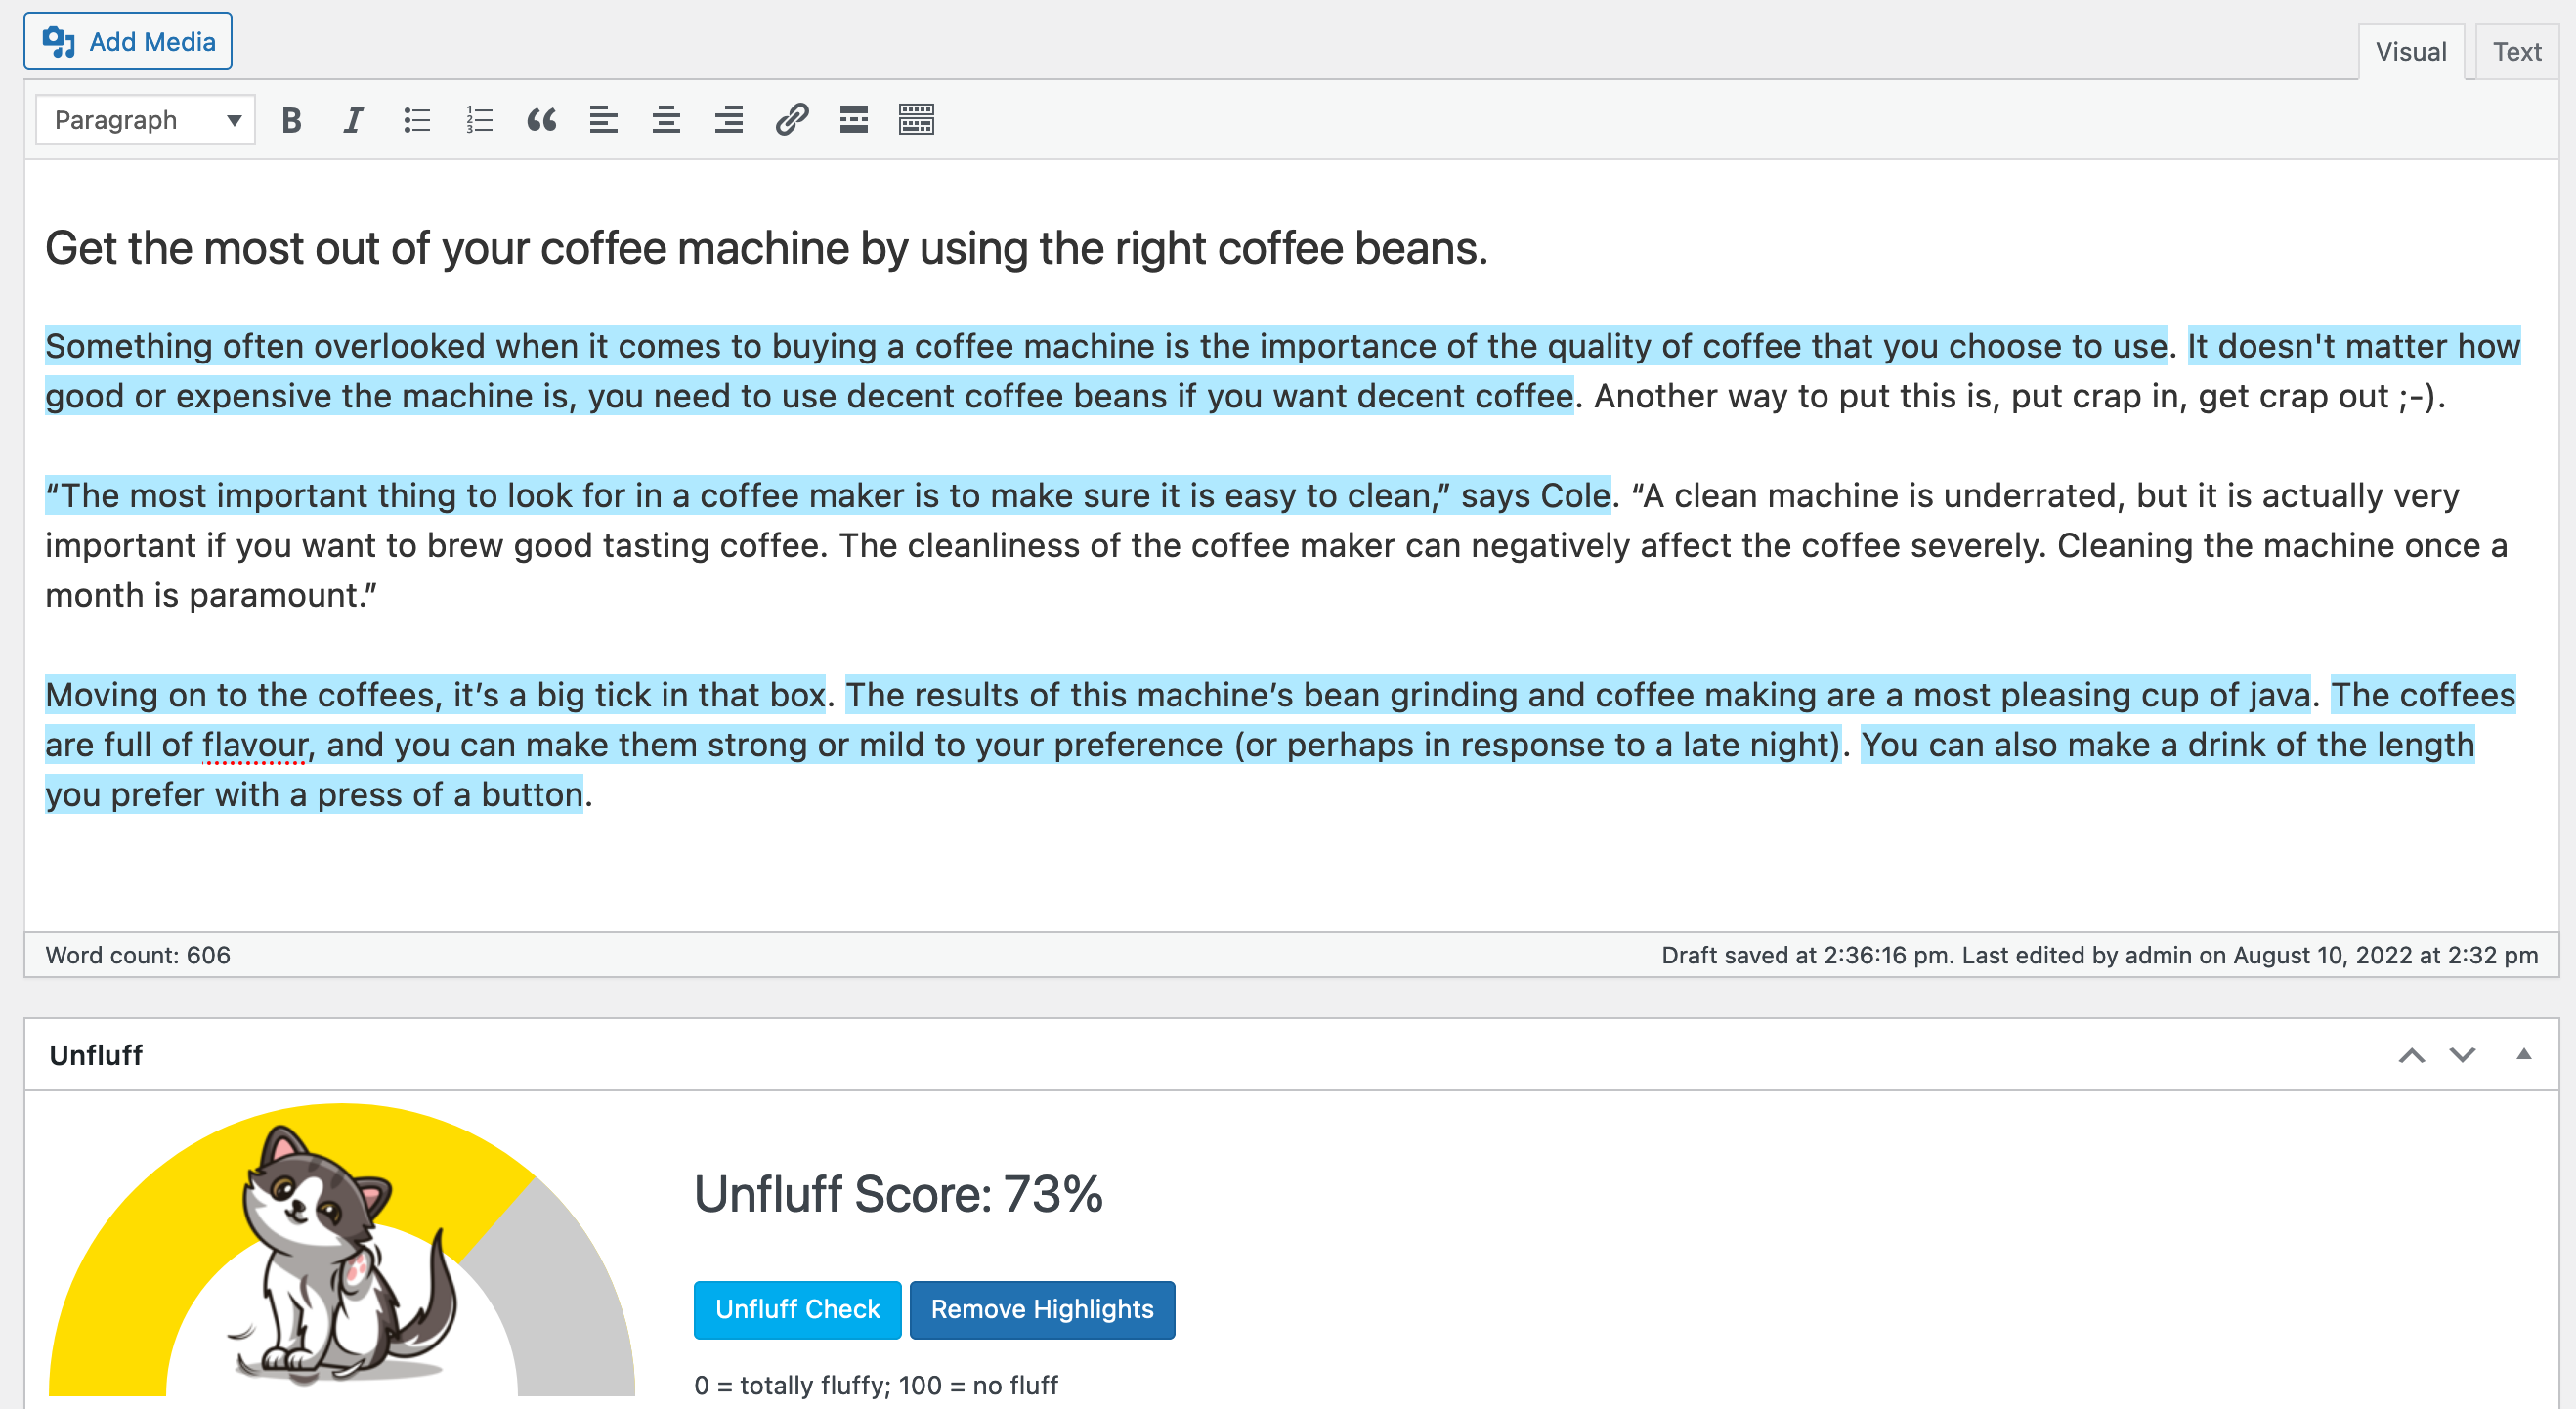 Add Media
Visual
Text
Paragraph
Get the most out of your coffee machine by using the right coffee beans.
Something often overlooked when it comes to buying a coffee machine is the importance of the quality of coffee that you choose to use. It doesn't matter how
good or expensive the machine is, you need to use decent coffee beans if you want decent coffee. Another way to put this is, put crap in, get crap out ;-).
“The most important thing to look for in a coffee maker is to make sure it is easy to clean,” says Cole. “A clean machine is underrated, but it is actually very
important if you want to brew good tasting coffee. The cleanliness of the coffee maker can negatively affect the coffee severely. Cleaning the machine once a
month is paramount.”
Moving on to the coffees, it’s a big tick in that box. The results of this machine’s bean grinding and coffee making are a most pleasing cup of java. The coffees
are full of flavour, and you can make them strong or mild to your preference (or perhaps in response to a late night). You can also make a drink of the length
you prefer with a press of a button.
Word count: 606
Draft saved at 2:36:16 pm. Last edited by admin on August 10, 2022 at 2:32 pm
Unfluff
Unfluff Score: 73%
Unfluff Check
Remove Highlights
0 = totally fluffy; 100 = no fluff